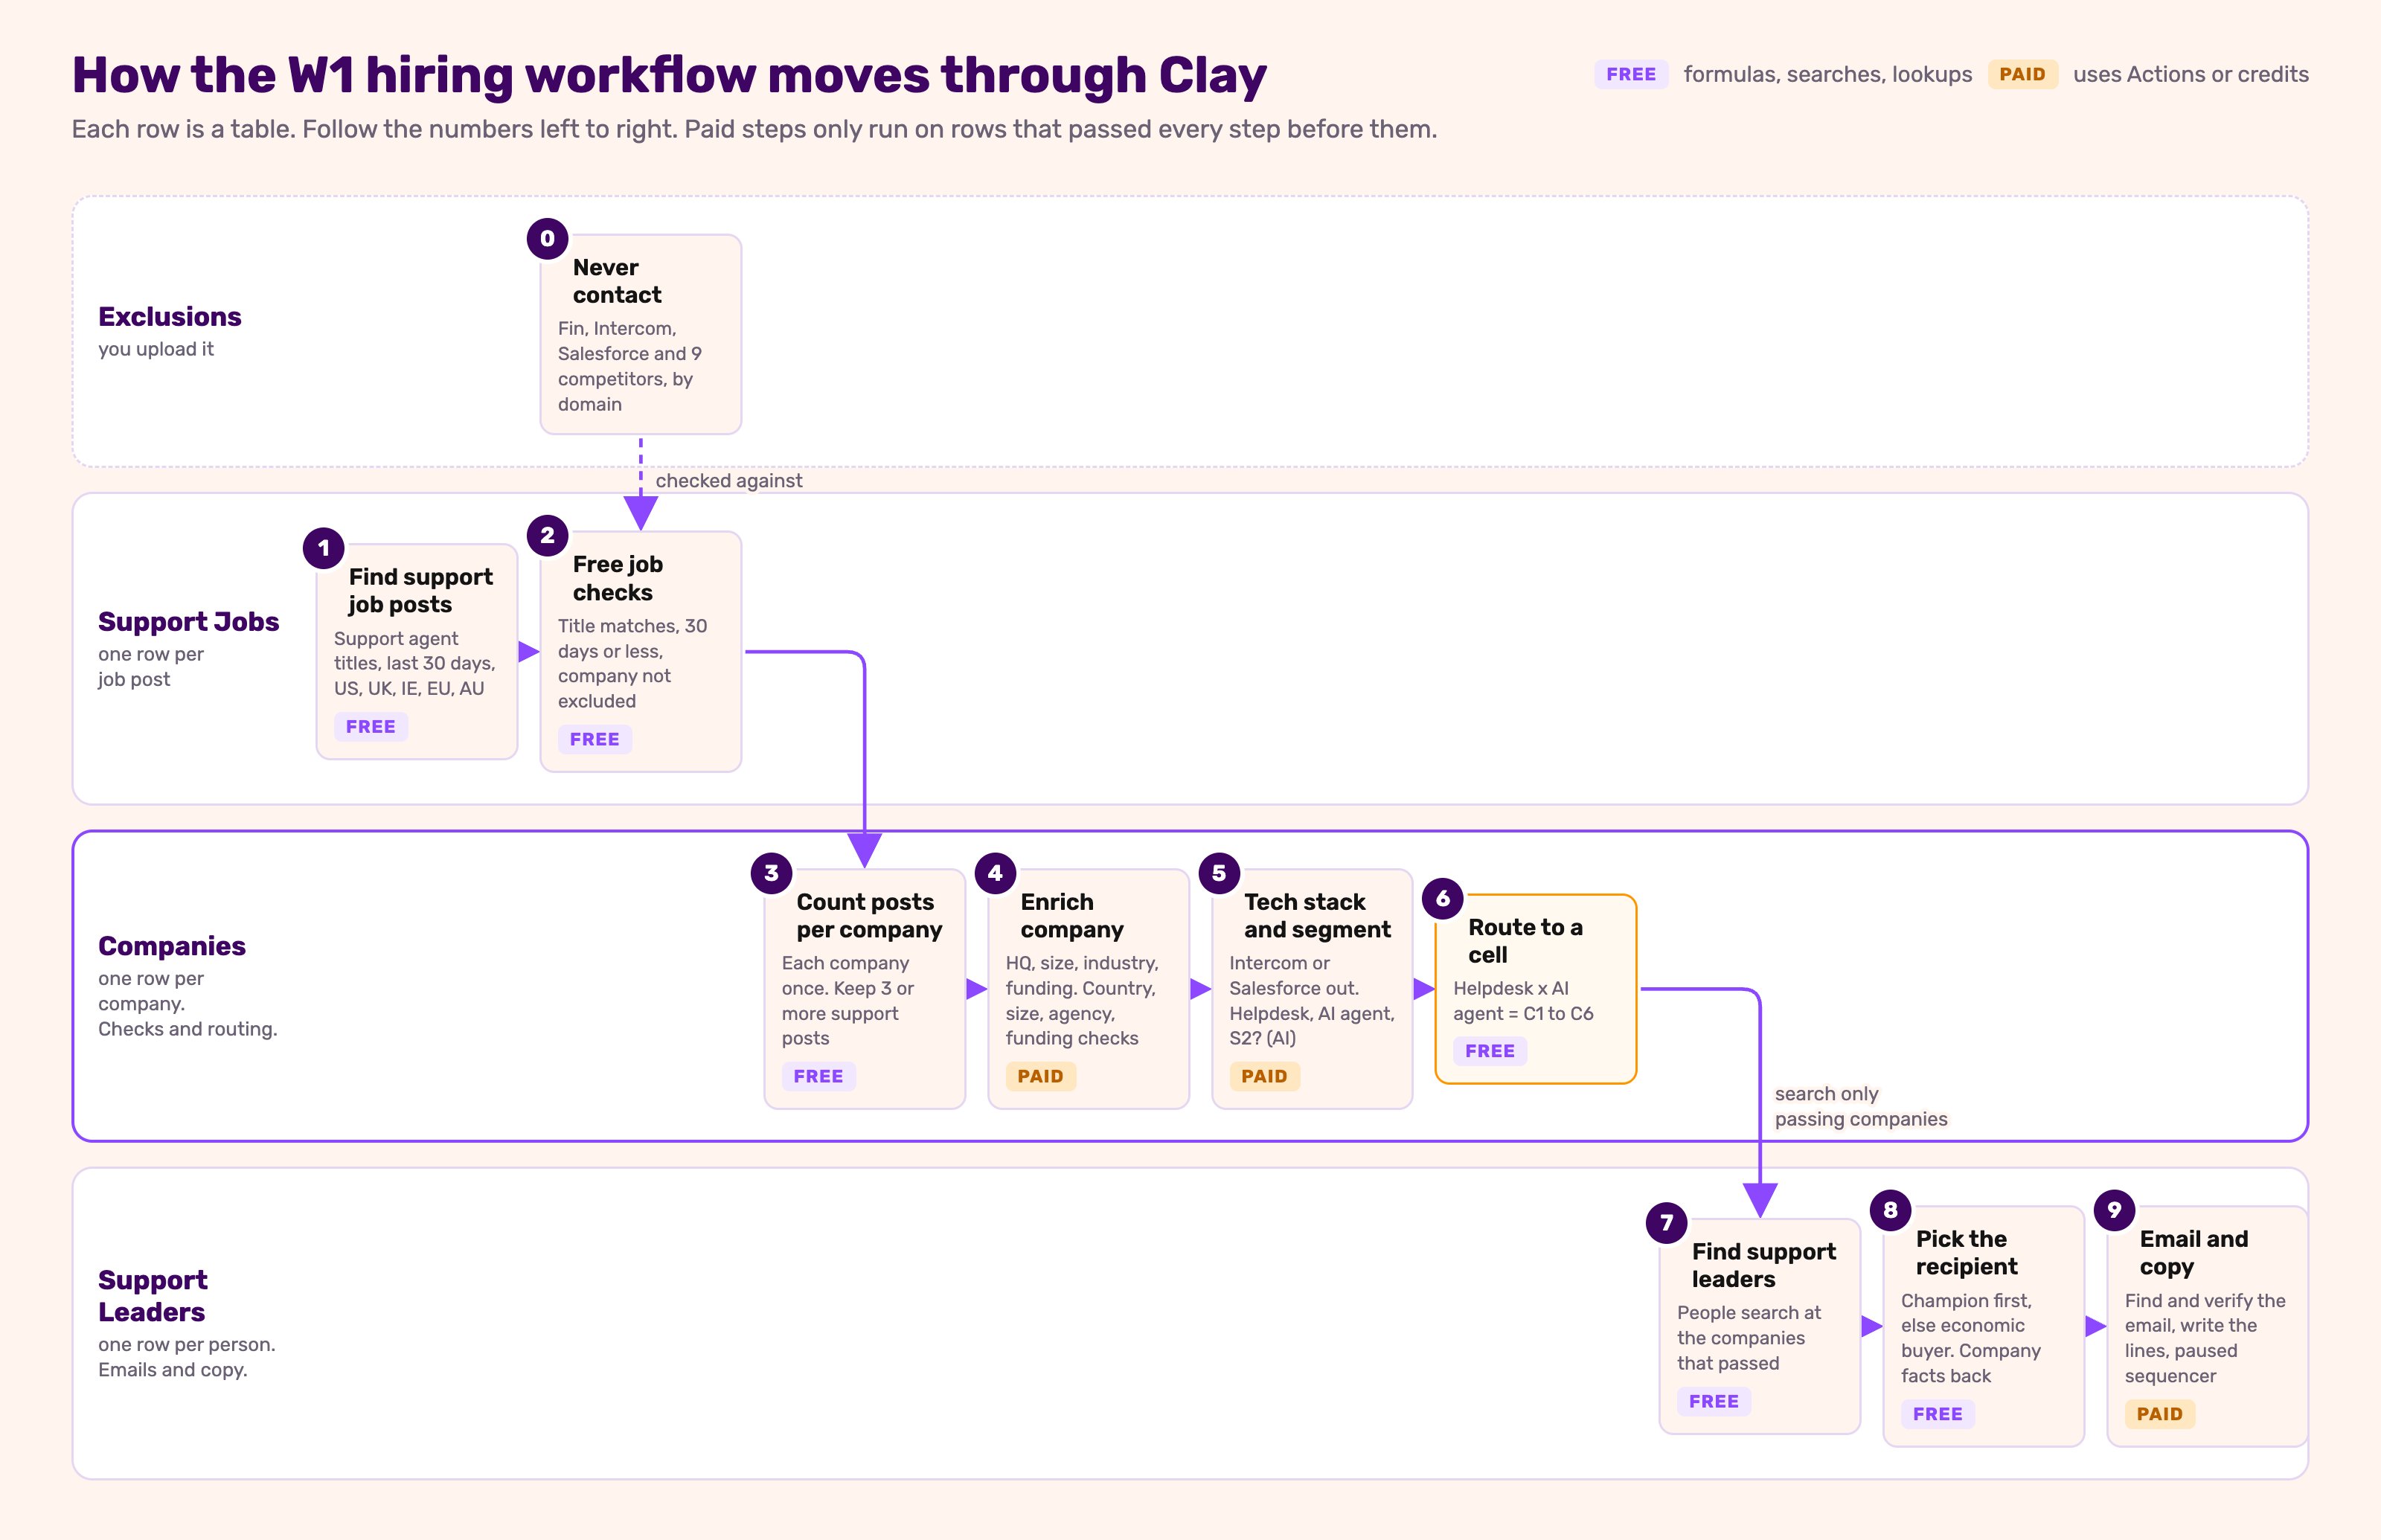 How the W1 hiring workflow moves through Clay
FREE formulas, searches, lookups PAID uses Actions or credits
Each row is a table. Follow the numbers left to right. Paid steps only run on rows that passed every step before them.
Exclusions
you upload it
0
Never
contact
Fin, Intercom,
Salesforce and 9
competitors, by
domain
checked against
Support Jobs
one row per
job post
1
Find support
job posts
Support agent
titles, last 30 days,
US, UK, IE, EU, AU
FREE
2
Free job
checks
Title matches, 30
days or less,
company not
excluded
FREE
Companies
one row per
company.
Checks and routing.
3
Count posts
per company
Each company
once. Keep 3 or
more support
posts
FREE
4
Enrich
company
HQ, size, industry,
funding. Country,
size, agency,
funding checks
PAID
5
Tech stack
and segment
Intercom or
Salesforce out.
Helpdesk, AI agent,
S2? (AI)
PAID
6
Route to a
cell
Helpdesk x AI
agent = C1 to C6
FREE
search only
passing companies
Support
Leaders
one row per person.
Emails and copy.
7
Find support
leaders
People search at
the companies
that passed
FREE
8
Pick the
recipient
Champion first,
else economic
buyer. Company
facts back
FREE
9
Email and
copy
Find and verify the
email, write the
lines, paused
sequencer
PAID